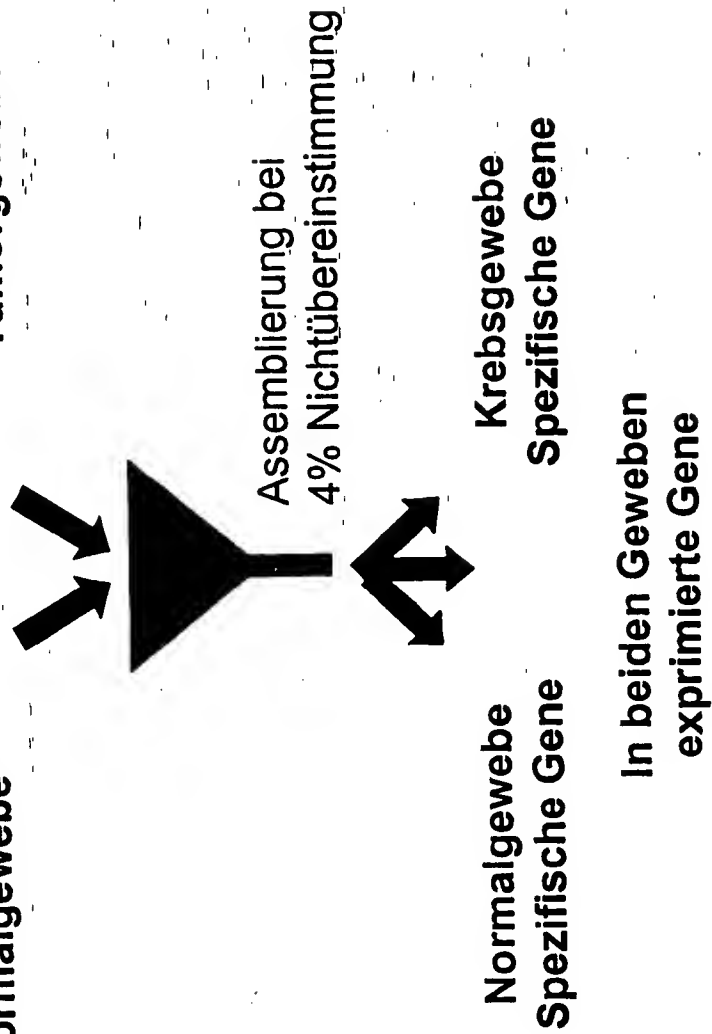 Assemblierung bei
4% Nichtübereinstimmung
Normalgewebe
Spezifische Gene
Krebsgewebe
Spezifische Gene
In beiden Geweben
exprimierte Gene